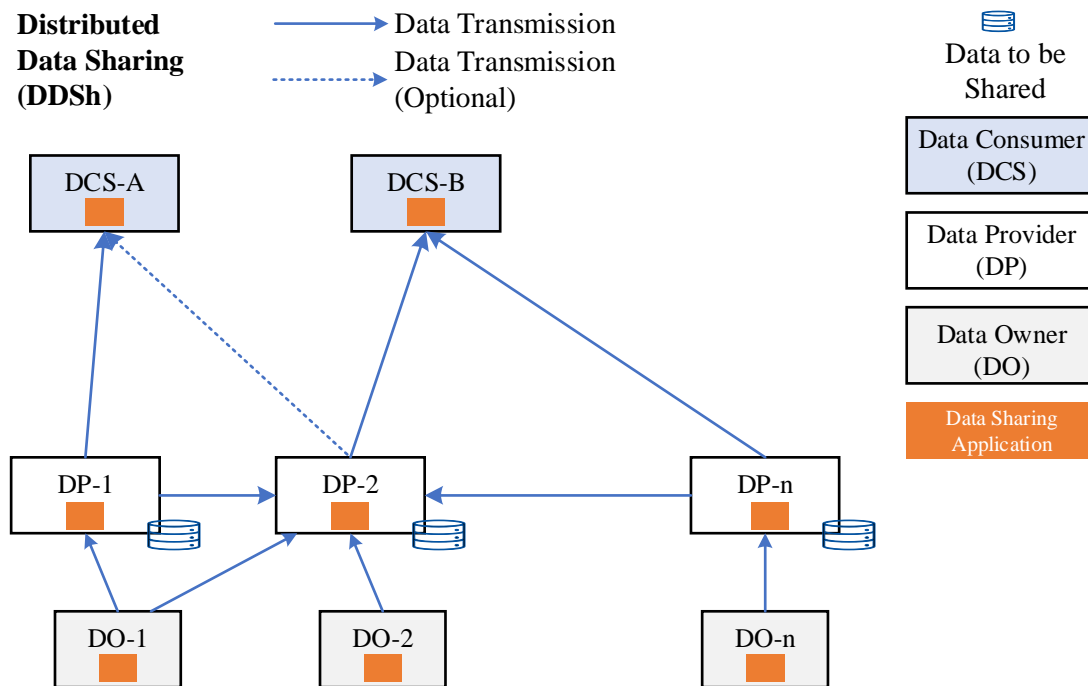 Distributed
Data Sharing
(DDSh)
Data Transmission
Data Transmission
(Optional)
Data to be
Shared
Data Consumer
(DCS)
Data Provider
(DP)
Data Owner
(DO)
Data Sharing
Application
DCS-A
DCS-B
DP-1
DP-2
DP-n
DO-1
DO-2
DO-n